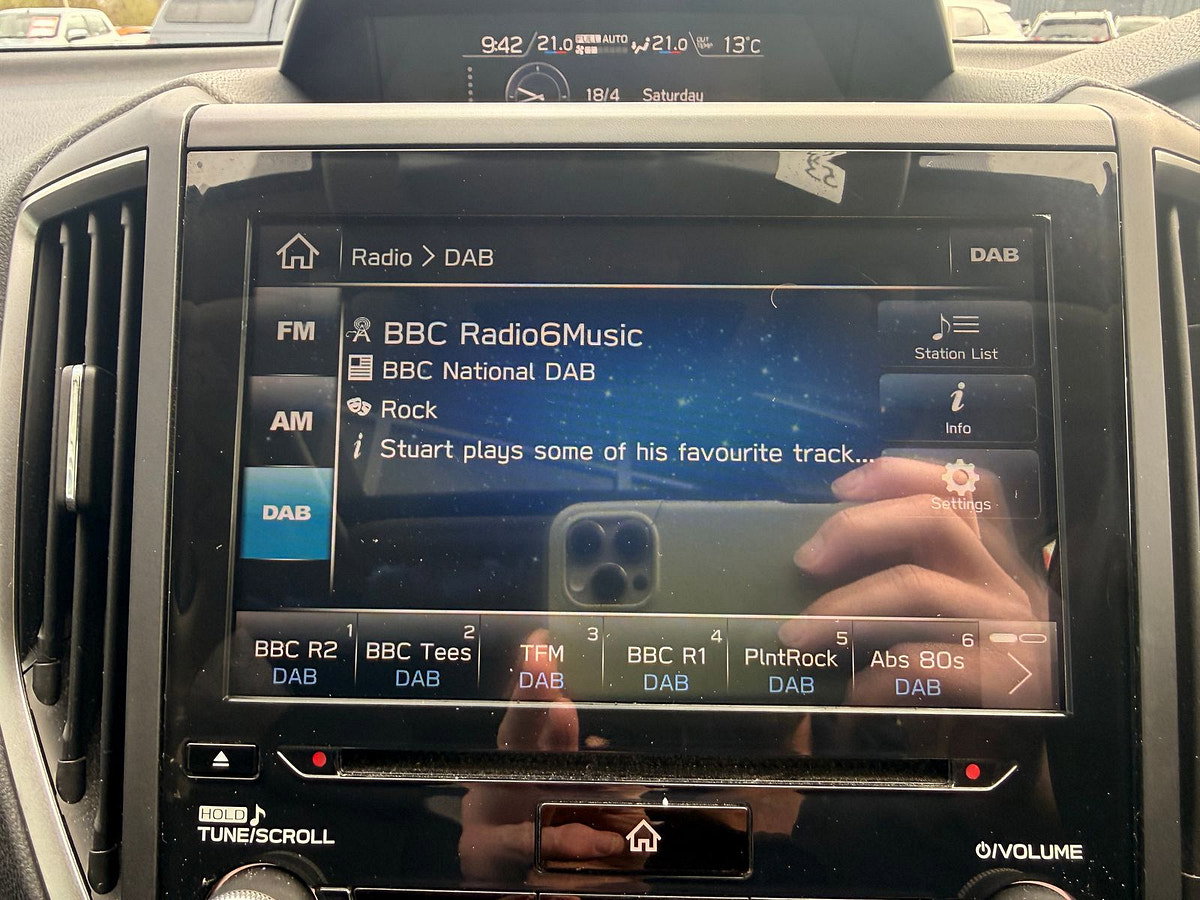 9:42 21.0 FULL AUTO 21.0 OUT TEMP 13°C
18/4 Saturday
Radio > DAB DAB
FM
AM
DAB
BBC Radio6Music
BBC National DAB
Rock
i Stuart plays some of his favourite track...
Station List
i
Info
Settings
1 2 3 4 5 6
BBC R2 BBC Tees TFM BBC R1 PlntRock Abs 80s
DAB DAB DAB DAB DAB DAB
HOLD
TUNE/SCROLL
/VOLUME